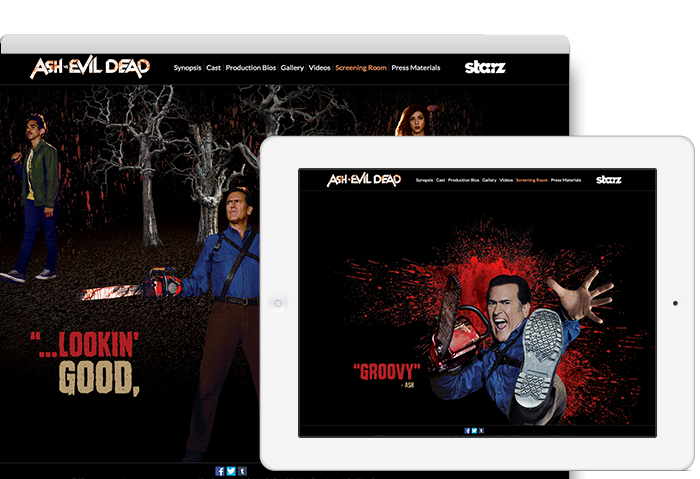 ASH vs EVIL DEAD Synopsis Cast Production Bios Gallery Videos Screening Room Press Materials starz
"...LOOKIN'
GOOD,
ASH vs EVIL DEAD Synopsis Cast Production Bios Gallery Videos Screening Room Press Materials starz
"GROOVY"
- ASH